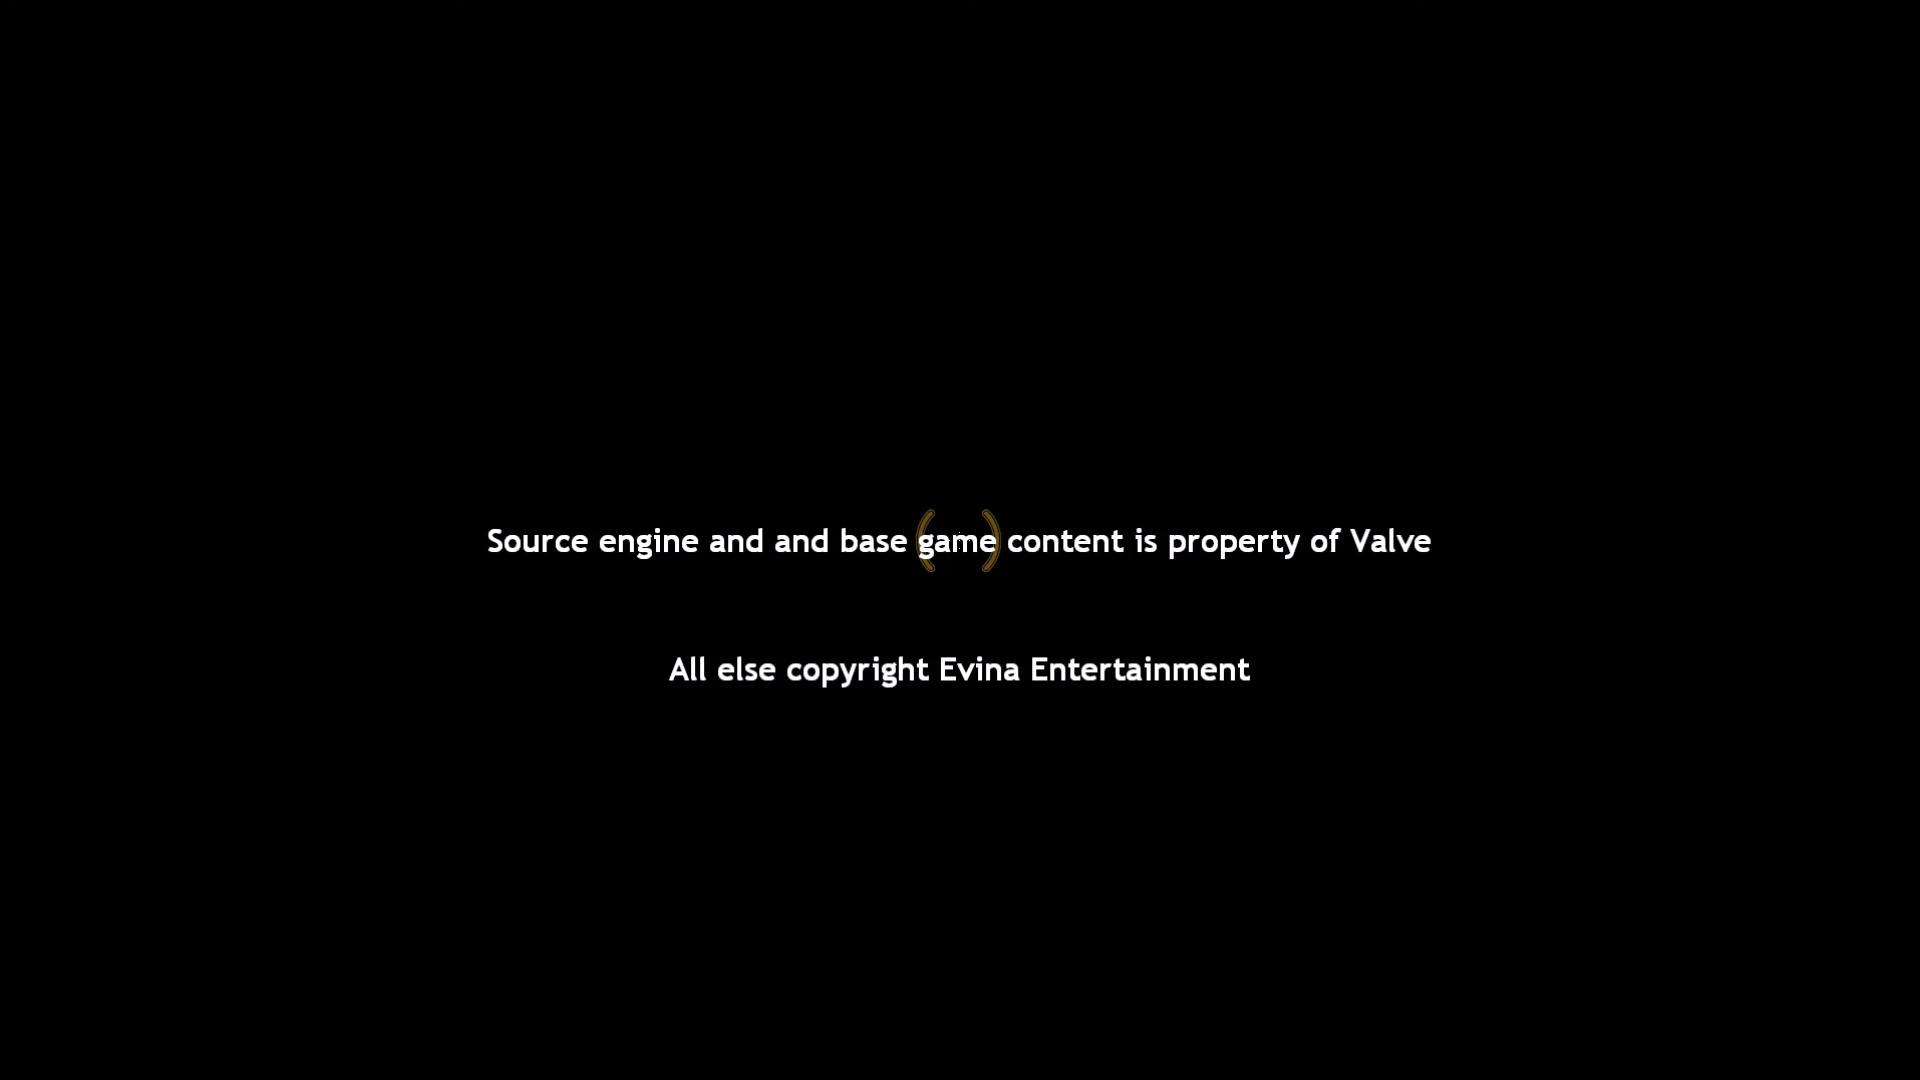 Source engine and and base game content is property of Valve
All else copyright Evina Entertainment